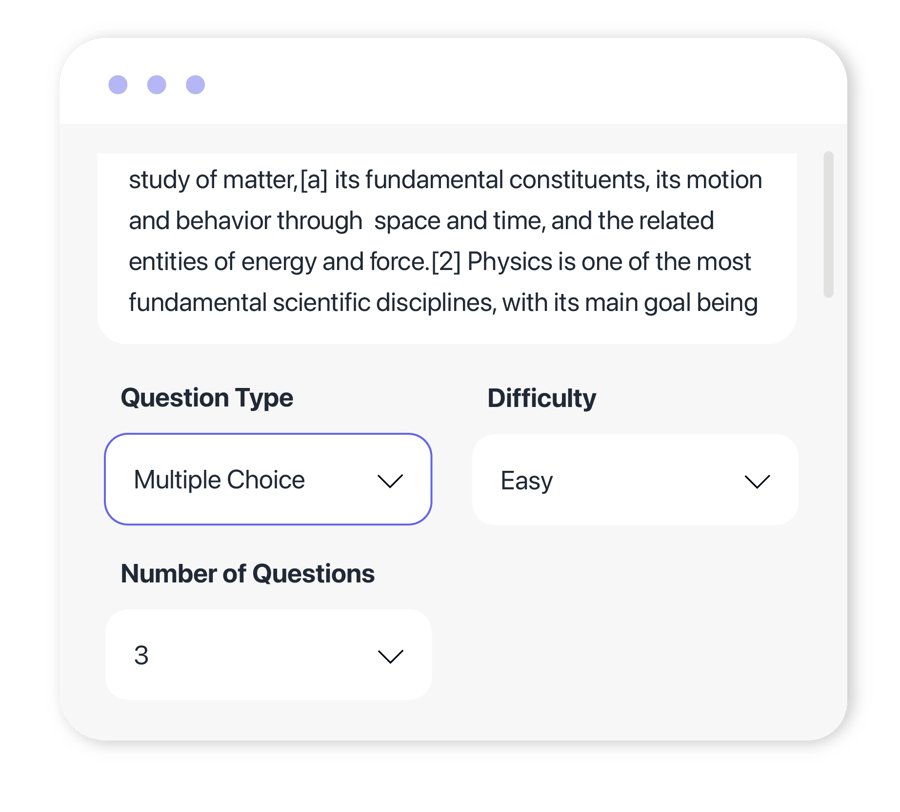 study of matter,[a] its fundamental constituents, its motion
and behavior through  space and time, and the related
entities of energy and force.[2] Physics is one of the most
fundamental scientific disciplines, with its main goal being
Question Type
Difficulty
Multiple Choice
Easy
Number of Questions
3